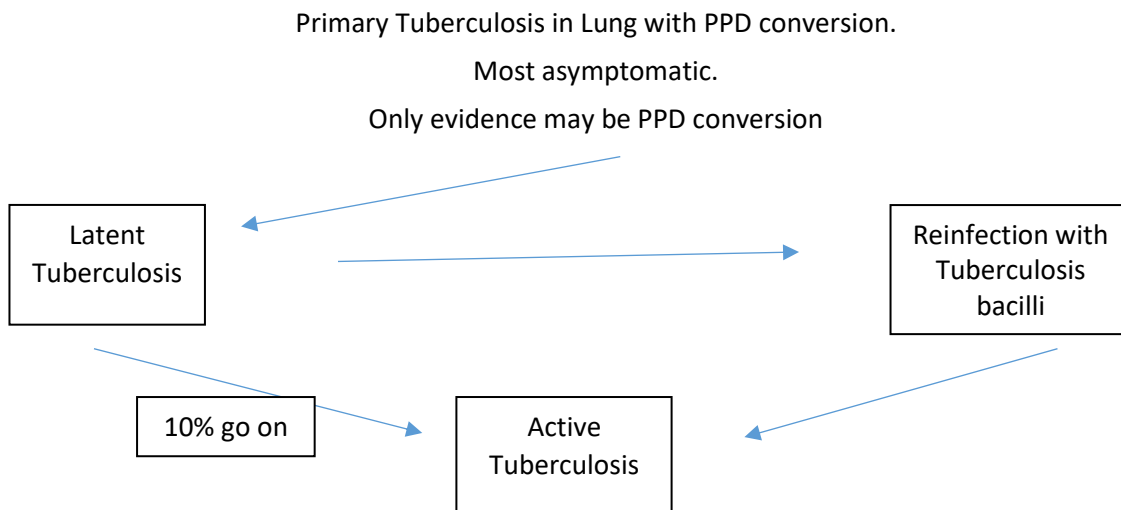 Primary Tuberculosis in Lung with PPD conversion.
Most asymptomatic.
Only evidence may be PPD conversion
Latent
Tuberculosis
Reinfection with
Tuberculosis
bacilli
10% go on
Active
Tuberculosis